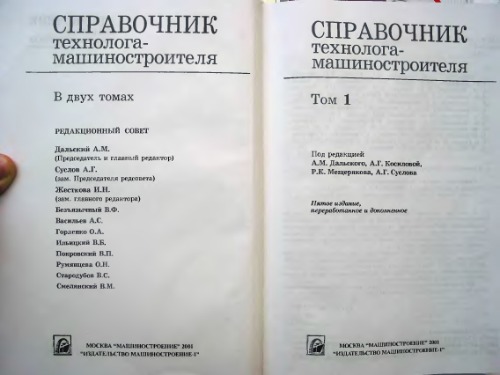 СПРАВОЧНИК
технолога-
машиностроителя
В двух томах
РЕДАКЦИОННЫЙ СОВЕТ
Дальский А.М.
(Председатель и главный редактор)
Суслов А.Г.
(зам. Председателя редсовета)
Жесткова И.Н.
(зам. главного редактора)
Безъязычный В.Ф.
Васильев А.С.
Горленко О.А.
Ильицкий В.Б.
Покровский В.П.
Румянцева О.Н.
Стародубов В.С.
Смелянский В.М.
МОСКВА "МАШИНОСТРОЕНИЕ" 2001
"ИЗДАТЕЛЬСТВО МАШИНОСТРОЕНИЕ-1"
СПРАВОЧНИК
технолога-
машиностроителя
Том 1
Под редакцией
А.М. Дальского, А.Г. Косиловой,
Р.К. Мещерякова, А.Г. Суслова
Пятое издание,
переработанное и дополненное
МОСКВА "МАШИНОСТРОЕНИЕ" 2001
"ИЗДАТЕЛЬСТВО МАШИНОСТРОЕНИЕ-1"